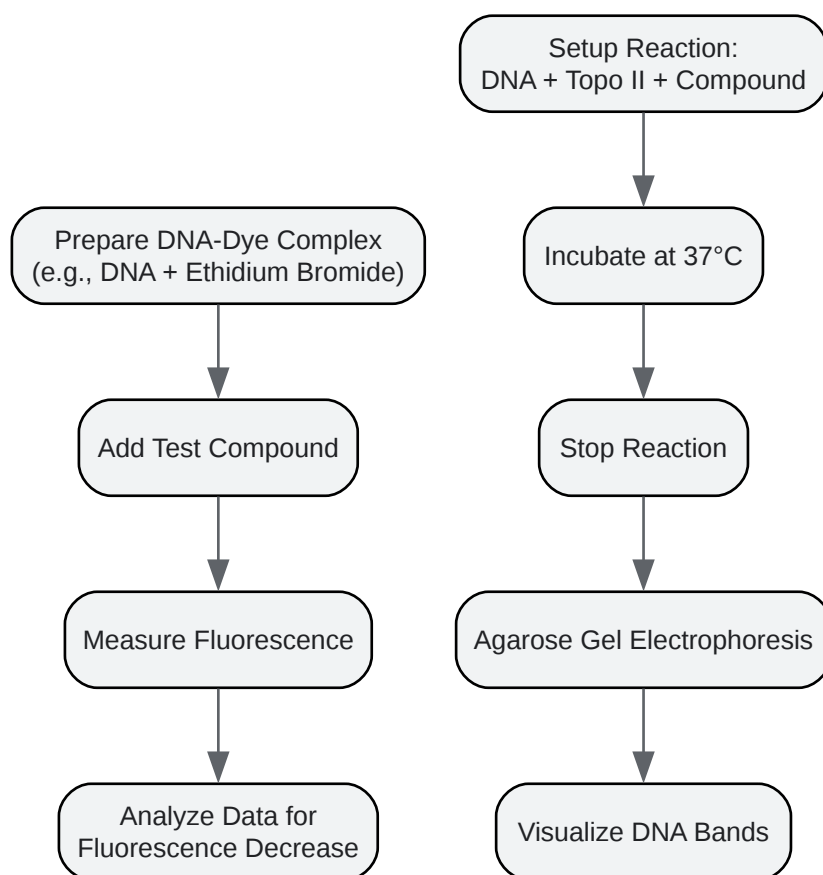 Prepare DNA-Dye Complex
(e.g., DNA + Ethidium Bromide)
Add Test Compound
Measure Fluorescence
Analyze Data for
Fluorescence Decrease
Setup Reaction:
DNA + Topo II + Compound
Incubate at 37°C
Stop Reaction
Agarose Gel Electrophoresis
Visualize DNA Bands